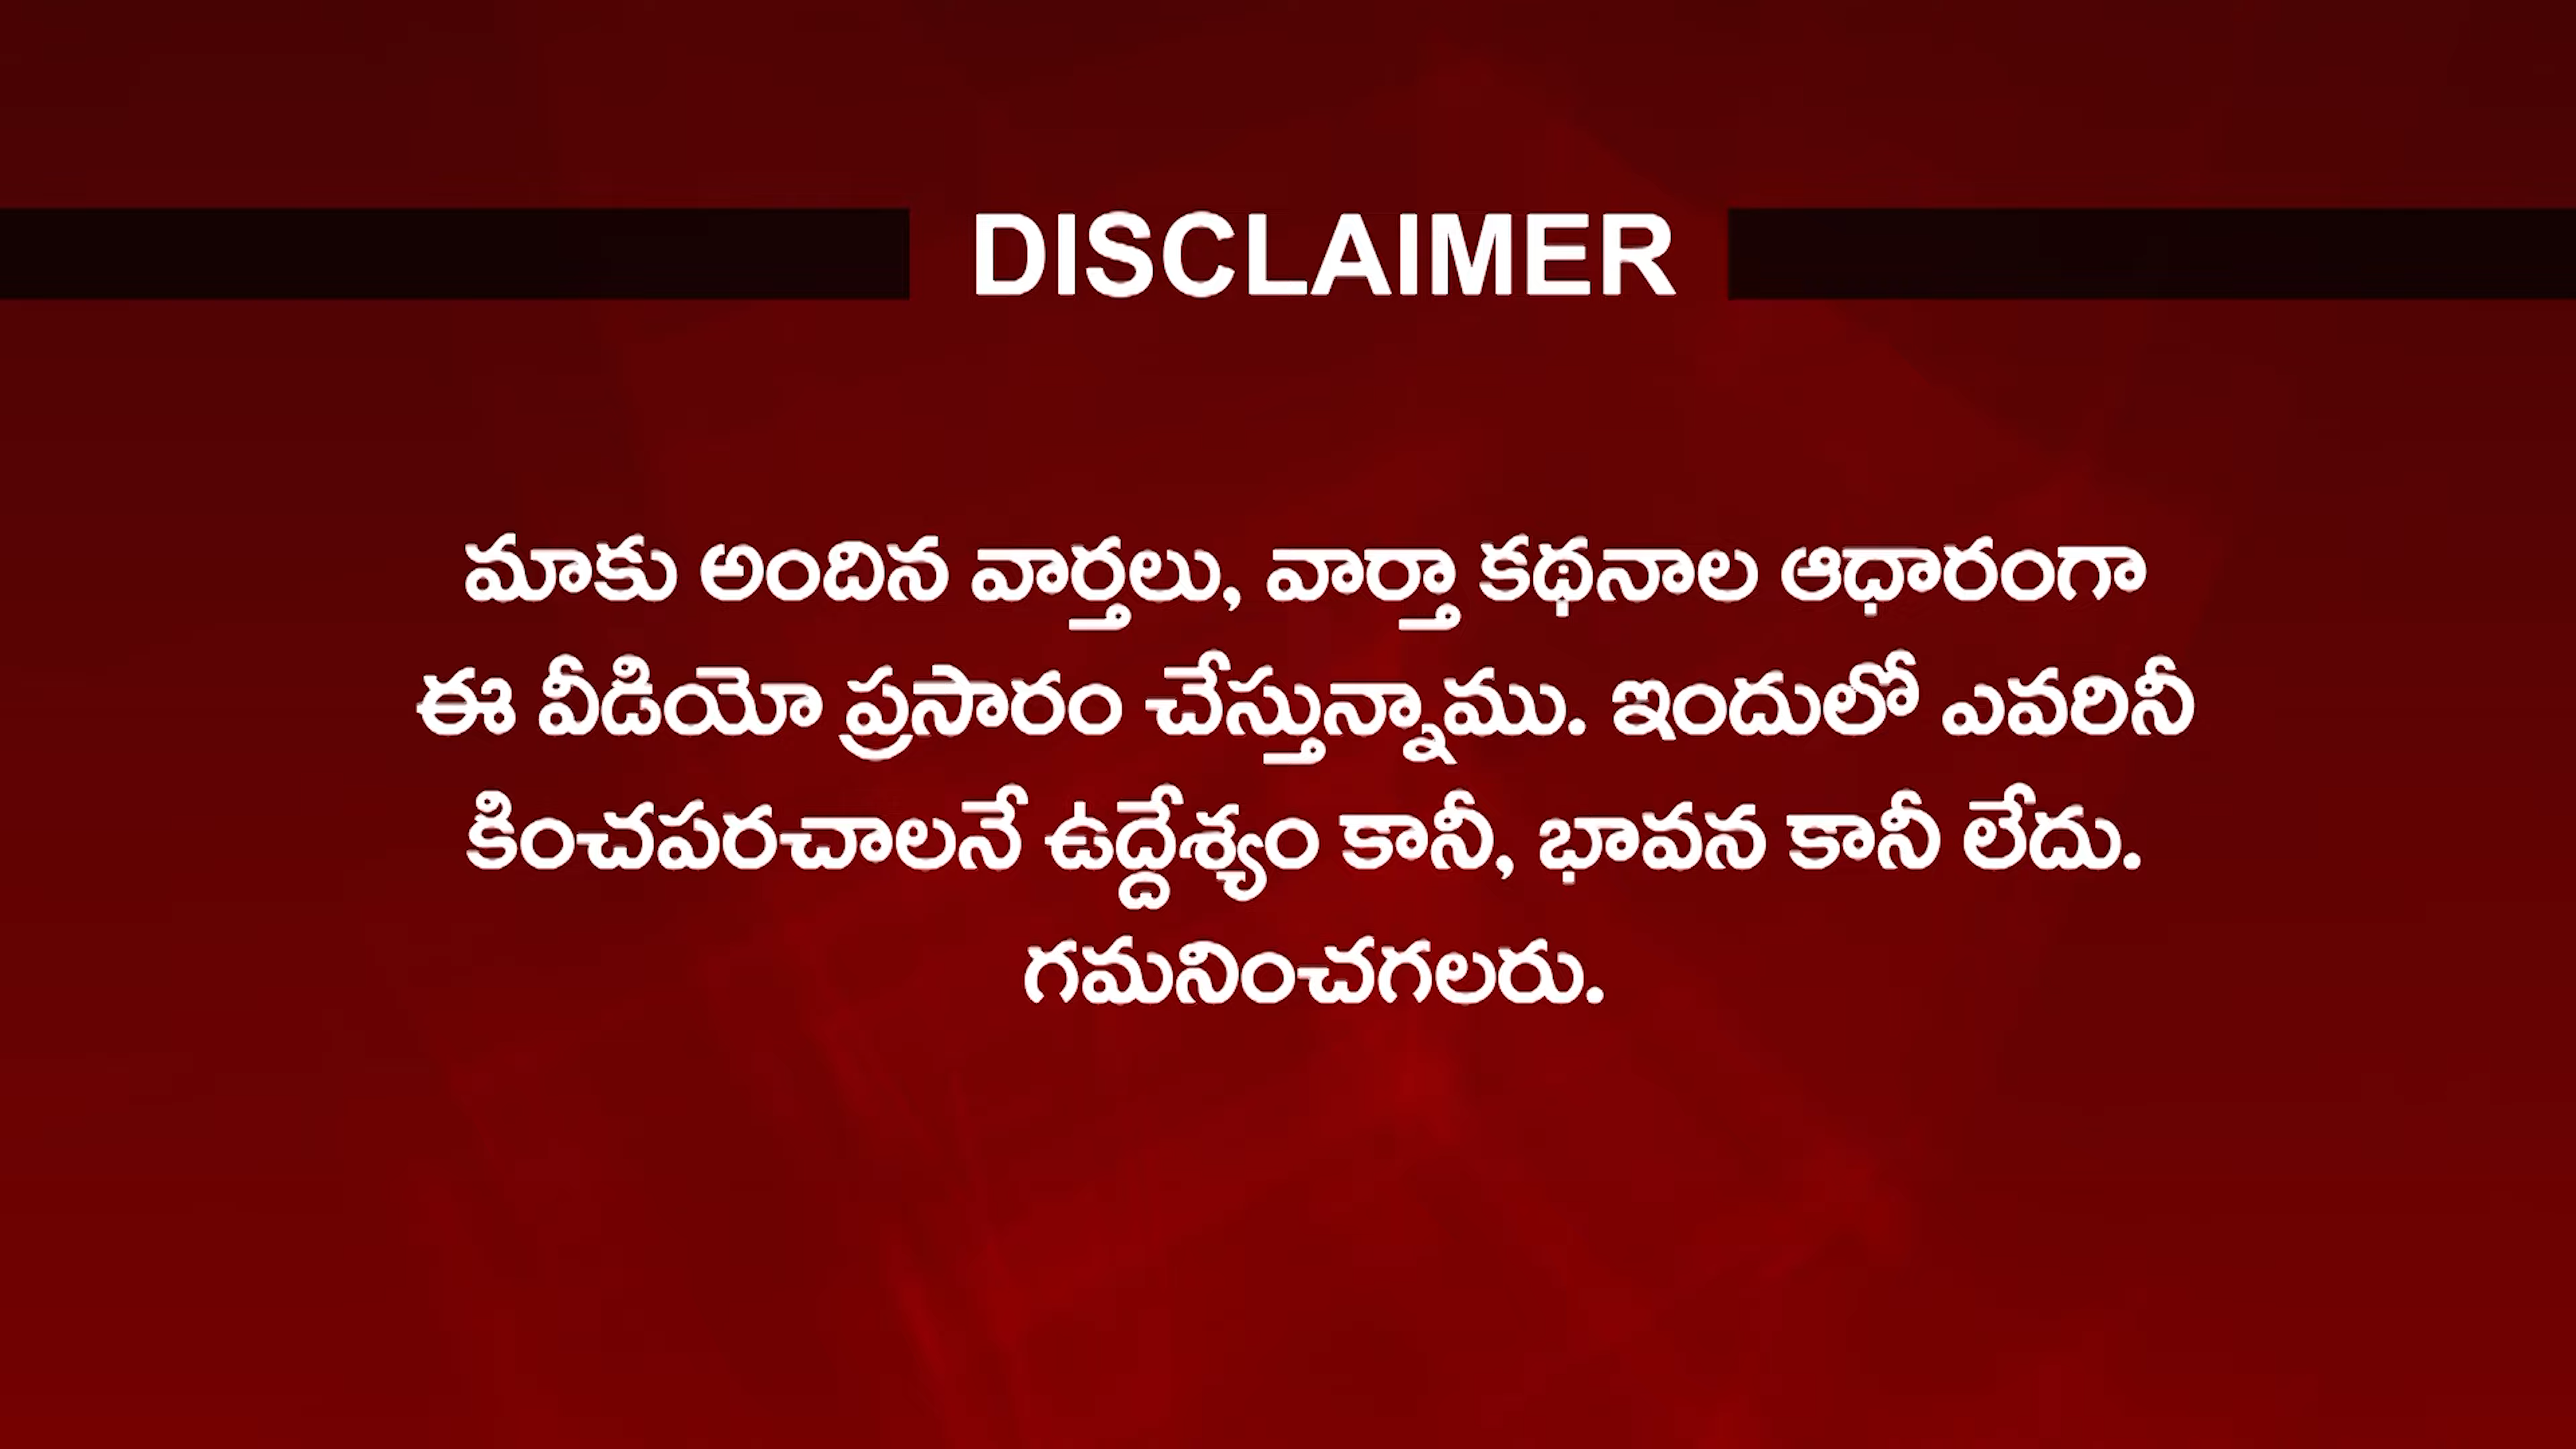 DISCLAIMER
మాకు అందిన వార్తలు, వార్తా కథనాల ఆధారంగా
ఈ వీడియో ప్రసారం చేస్తున్నాము. ఇందులో ఎవరినీ
కించపరచాలనే ఉద్దేశ్యం కానీ, భావన కానీ లేదు.
గమనించగలరు.